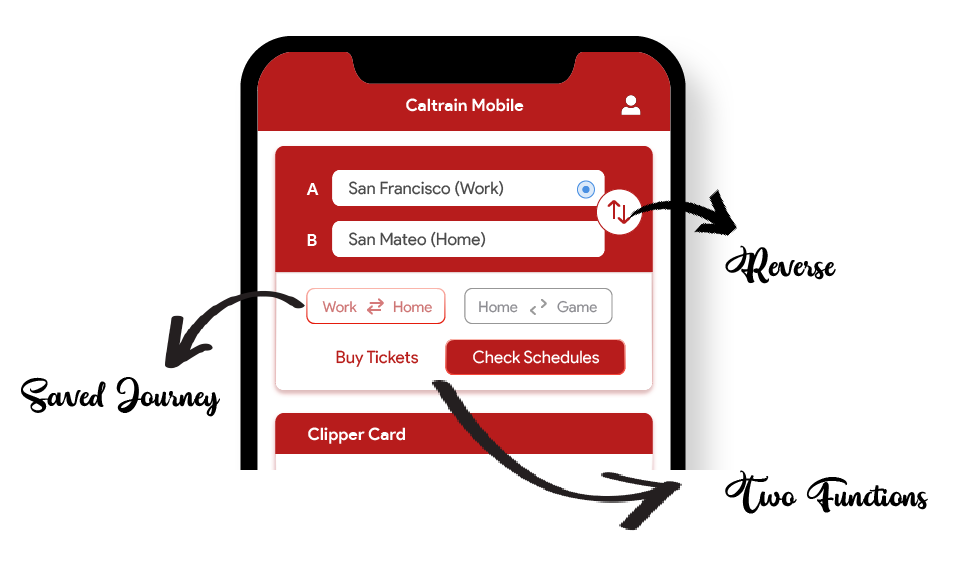 Caltrain Mobile
A San Francisco (Work)
B San Mateo (Home)
Reverse
Work Home
Home Game
Buy Tickets
Check Schedules
Saved Journey
Clipper Card
Two Functions